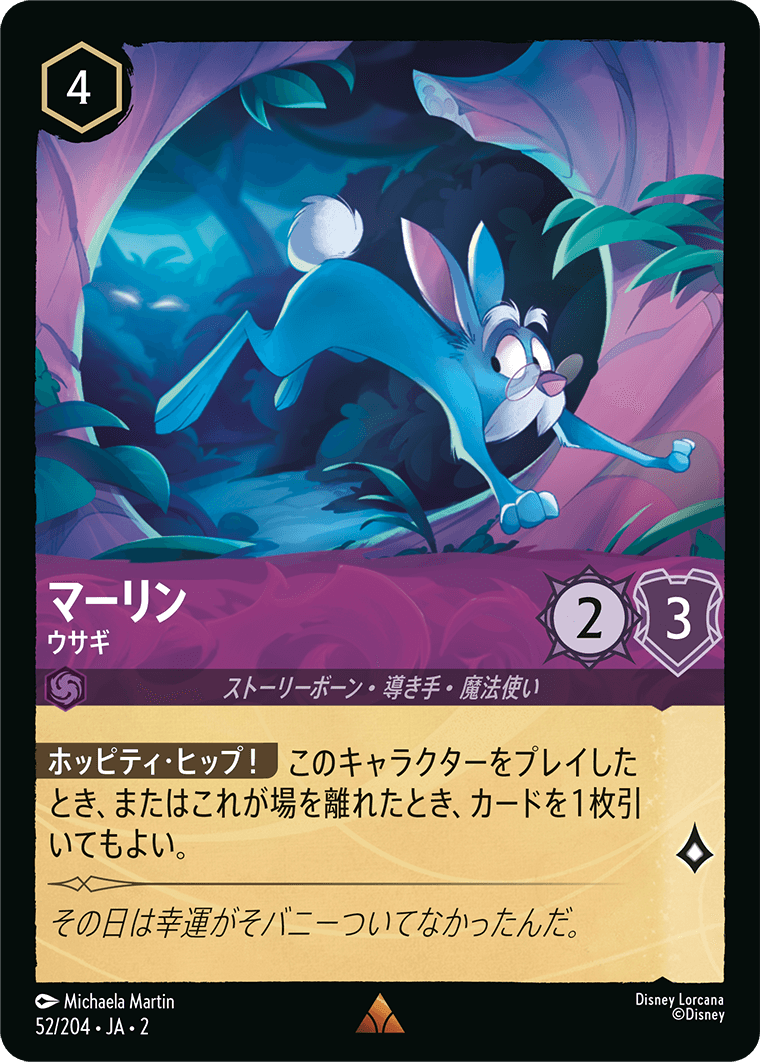 4
マーリン
ウサギ
2
3
ストーリーボーン・導き手・魔法使い
ホッピティ・ヒップ! このキャラクターをプレイした
とき、またはこれが場を離れたとき、カードを1枚引
いてもよい。
その日は幸運がそバニーついてなかったんだ。
Michaela Martin
52/204・JA・2
Disney Lorcana
©Disney